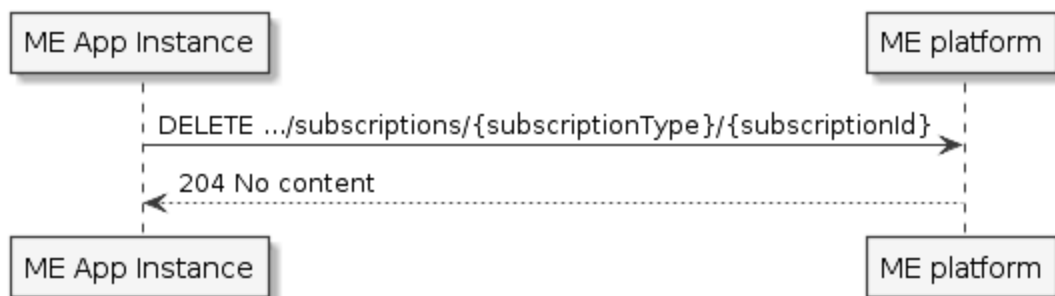 ME App Instance
ME platform
DELETE .../subscriptions/{subscriptionType}/{subscriptionId}
204 No content
ME App Instance
ME platform